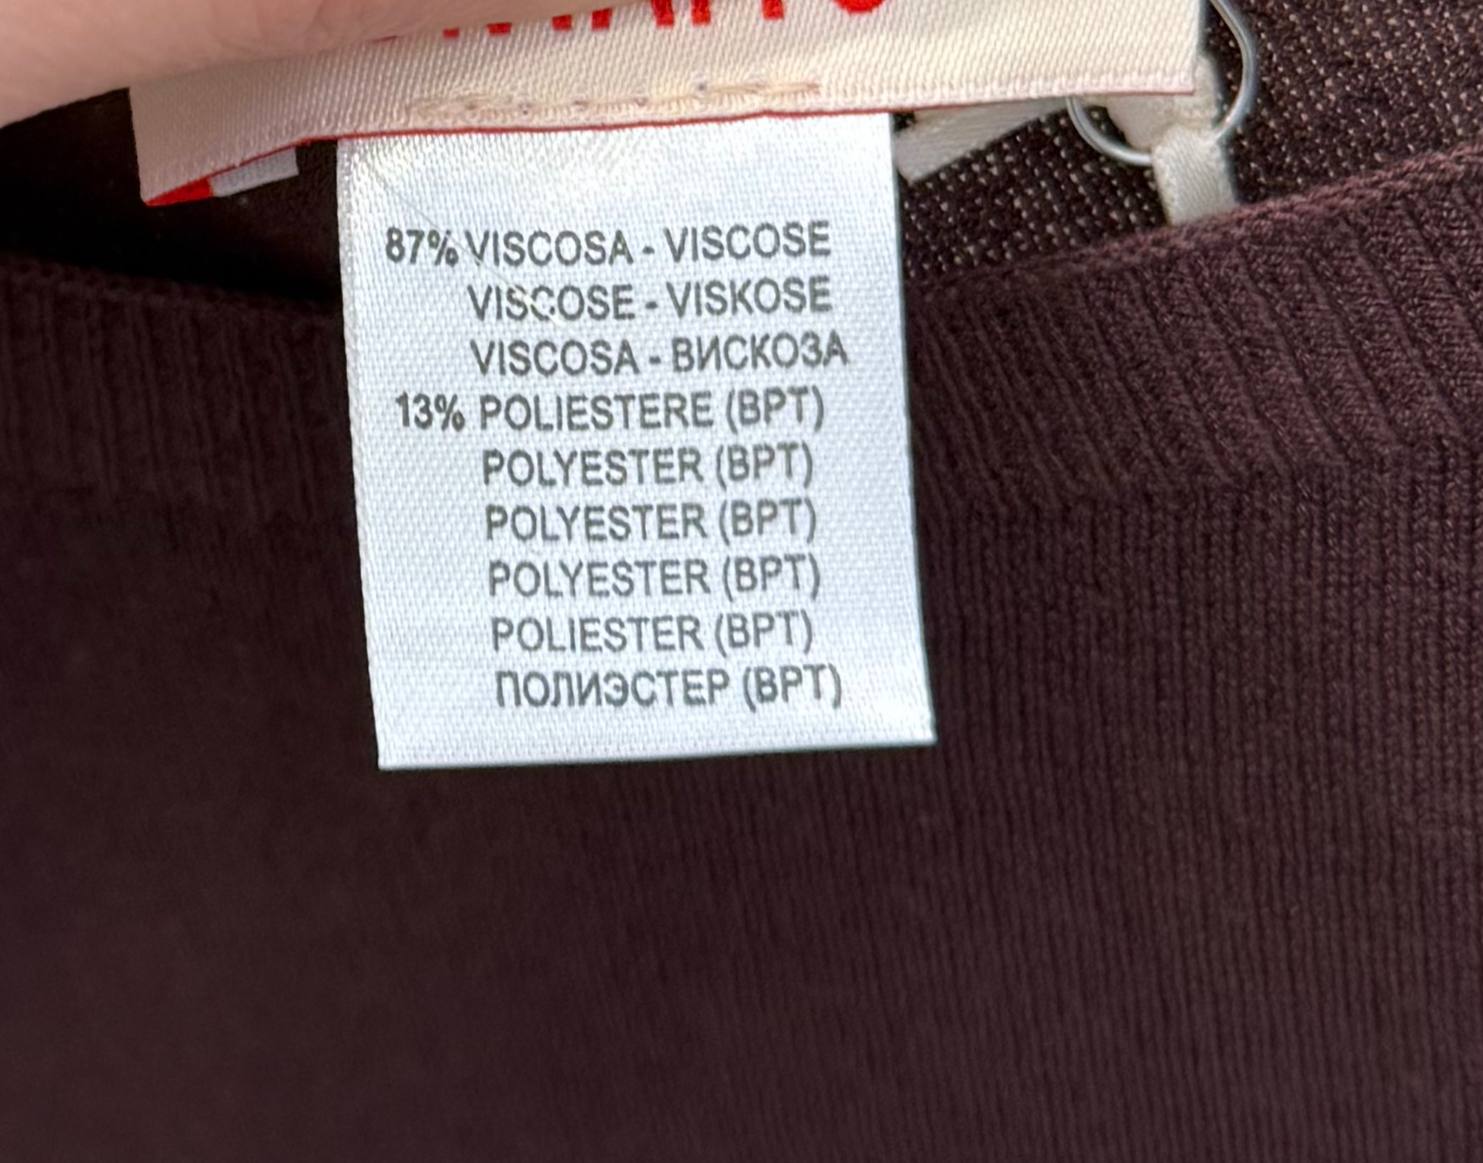 87% VISCOSA - VISCOSE
VISCOSE - VISKOSE
VISCOSA - ВИСКОЗА
13% POLIESTERE (BPT)
POLYESTER (BPT)
POLYESTER (BPT)
POLYESTER (BPT)
POLIESTER (BPT)
ПОЛИЭСТЕР (BPT)